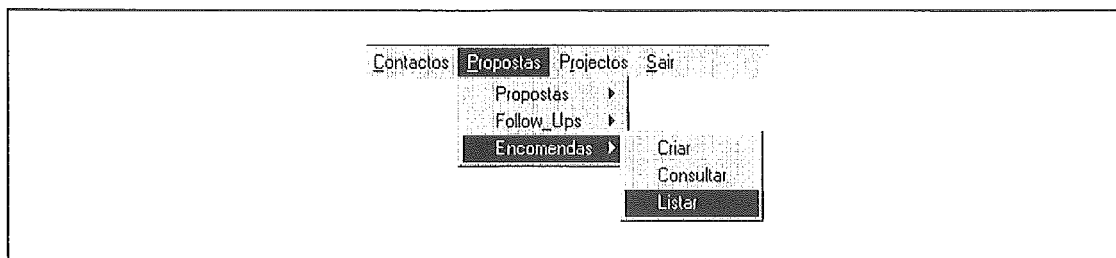 Contactos Propostas Projectos Sair
Propostas
Follow_Ups
Encomendas
Criar
Consultar
Listar